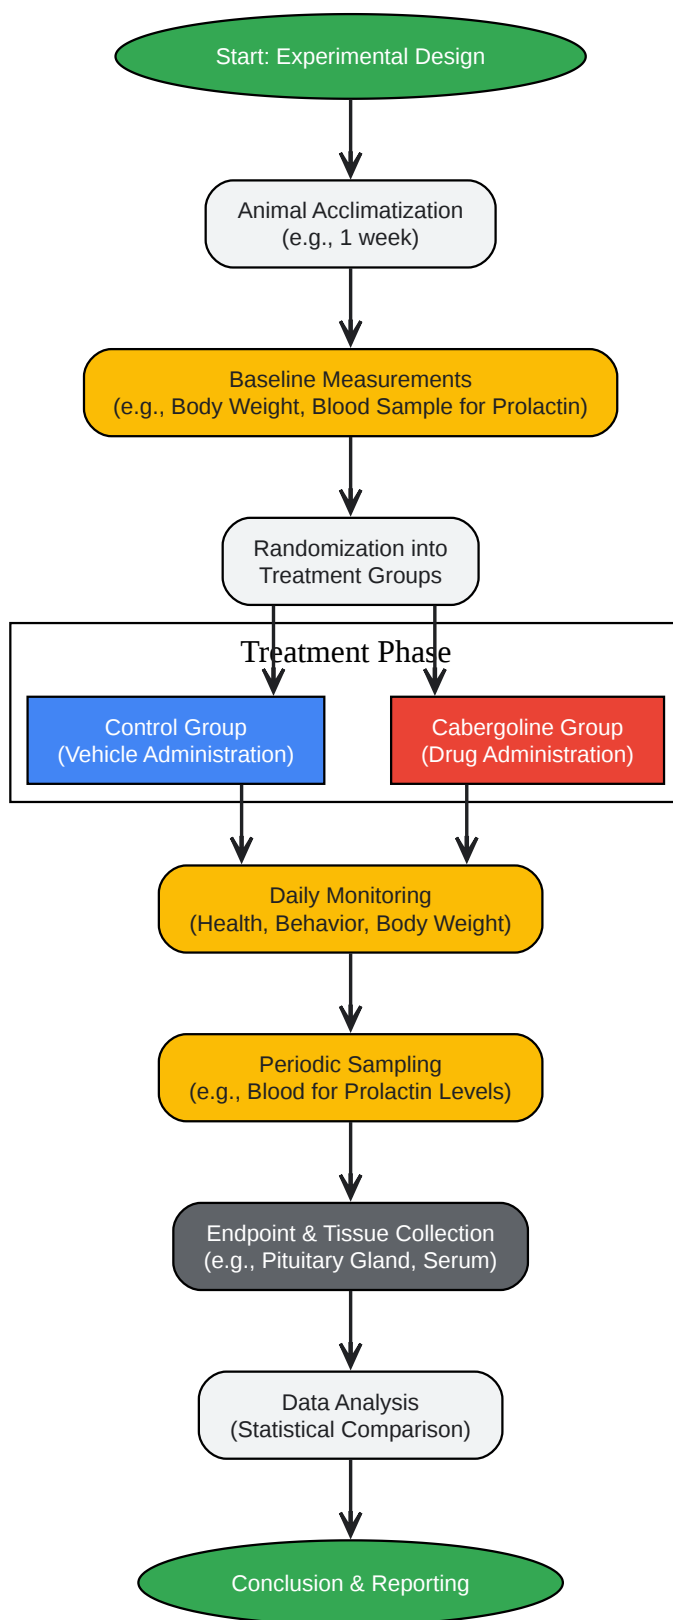 Start: Experimental Design
Animal Acclimatization
(e.g., 1 week)
Baseline Measurements
(e.g., Body Weight, Blood Sample for Prolactin)
Randomization into
Treatment Groups
Treatment Phase
Control Group
(Vehicle Administration)
Cabergoline Group
(Drug Administration)
Daily Monitoring
(Health, Behavior, Body Weight)
Periodic Sampling
(e.g., Blood for Prolactin Levels)
Endpoint & Tissue Collection
(e.g., Pituitary Gland, Serum)
Data Analysis
(Statistical Comparison)
Conclusion & Reporting